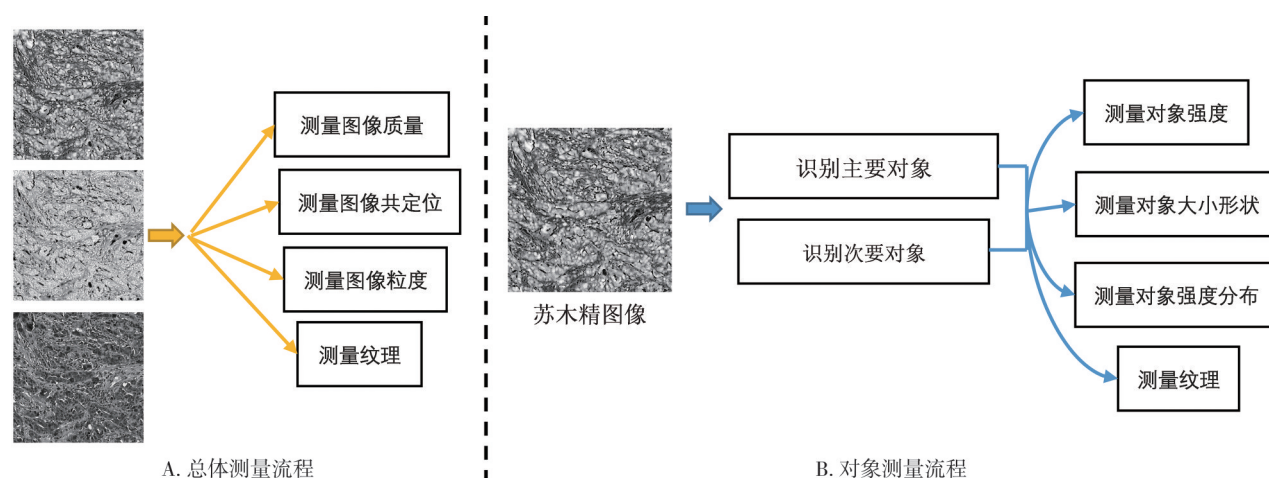 测量图像质量
测量图像共定位
测量图像粒度
测量纹理
A. 总体测量流程
苏木精图像
识别主要对象
识别次要对象
测量对象强度
测量对象大小形状
测量对象强度分布
测量纹理
B. 对象测量流程